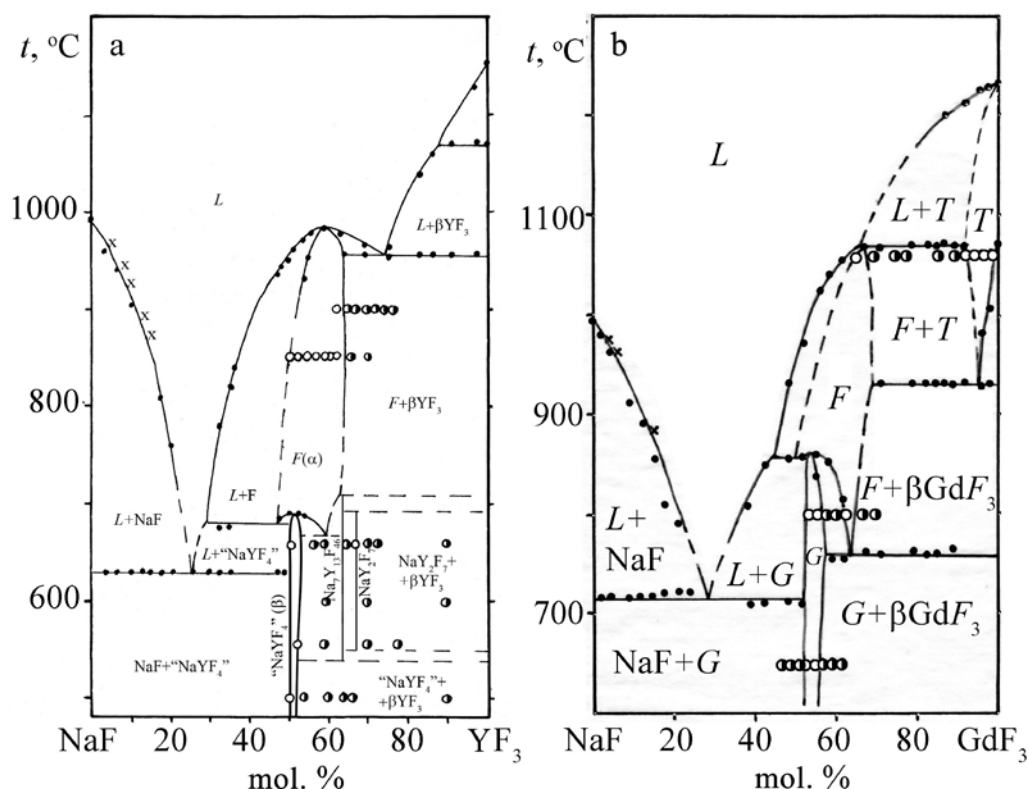 t, °C
a
1000
800
600
L
L+βYF₃
F+βYF₃
F(α)
L+F
L+NaF
L+"NaYF₄"
NaF+"NaYF₄"
"NaYF₄" (β)
Na₇Y₁₃F₄₆
NaY₂F₇
NaY₂F₇+
+βYF₃
"NaYF₄"+
+βYF₃
NaF
20
40
60
80
YF₃
mol. %
t, °C
b
1100
900
700
L
L+T
T
F+T
F
F+βGdF₃
L+
NaF
L+G
G
G+βGdF₃
NaF+G
NaF
20
40
60
80
GdF₃
mol. %